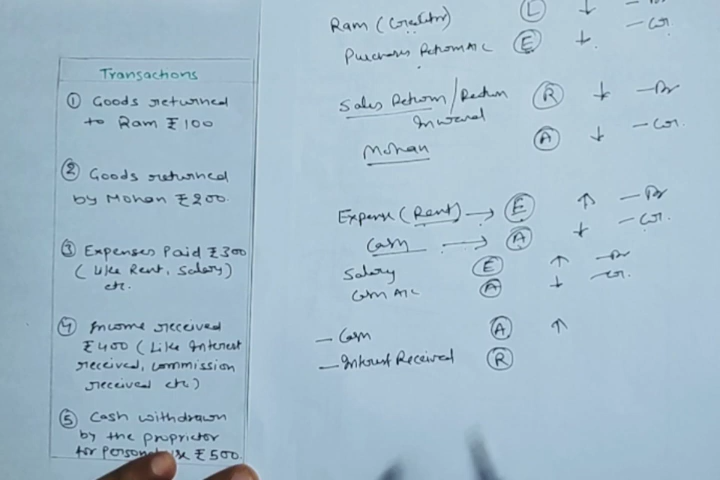 Transactions
① Goods returned
to Ram ₹100
② Goods returned
by Mohan ₹200.
③ Expenses Paid ₹300
(Like Rent, Salary)
etc.
④ Income received
₹400 (Like Interest
received, commission
received etc)
⑤ Cash withdrawn
by the proprietor
for Personal ₹500.
Ram (Creditor) L ↓ - Dr
Purchases Return A/c E ↓ - Cr.
Sales Return / Return R ↓ - Dr
Inward
Mohan A ↓ - Cr.
Expense (Rent) → E ↑ - Dr
Cash → A ↓ - Cr.
Salary E ↑ - Dr
Cash A/c A ↓ - Cr.
- Cash A ↑
- Interest Received R